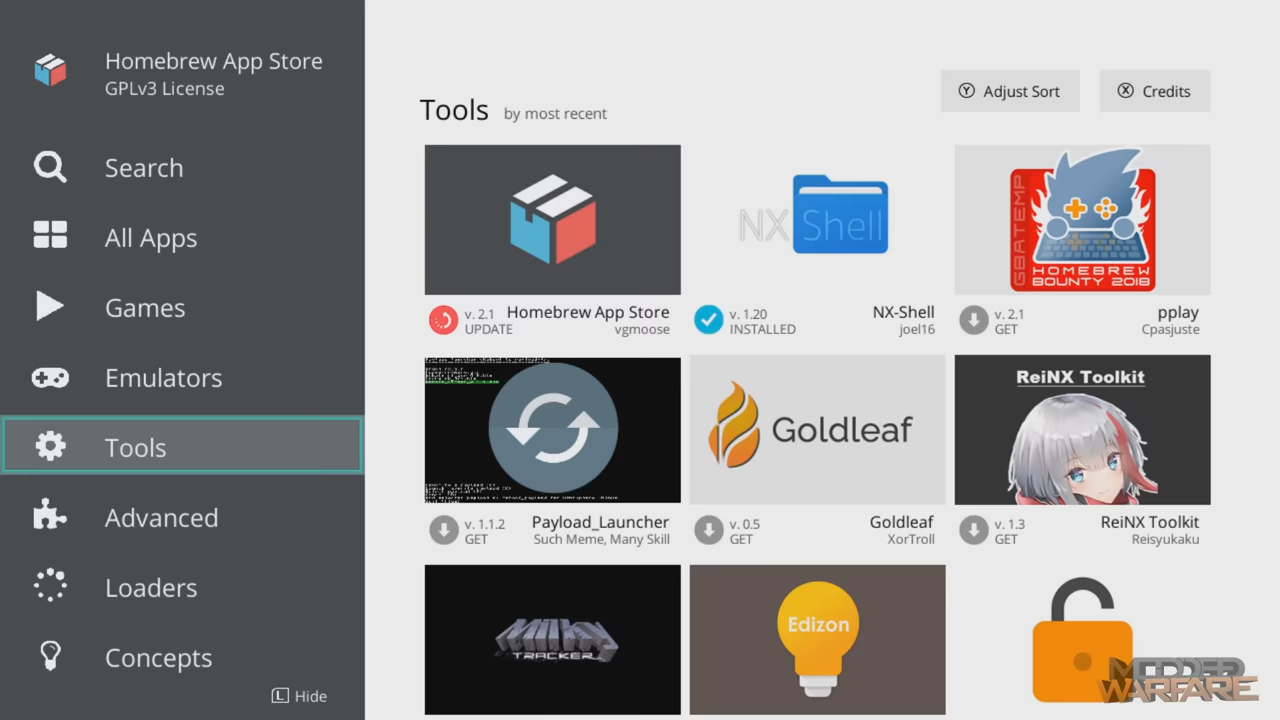 Homebrew App Store
GPLv3 License
Search
All Apps
Games
Emulators
Tools
Advanced
Loaders
Concepts
L Hide
Tools by most recent
Y Adjust Sort
X Credits
NX Shell
GBATEMP
HOMEBREW
BOUNTY 2018
v. 2.1 Homebrew App Store
UPDATE vgmoose
v. 1.20 NX-Shell
INSTALLED joel16
v. 2.1 pplay
GET Cpasjuste
Goldleaf
ReiNX Toolkit
v. 1.1.2 Payload_Launcher
GET Such Meme, Many Skill
v. 0.5 Goldleaf
GET XorTroll
v. 1.3 ReiNX Toolkit
GET Reisyukaku
MILKY
TRACKER
Edizon
MODDED
WARFARE